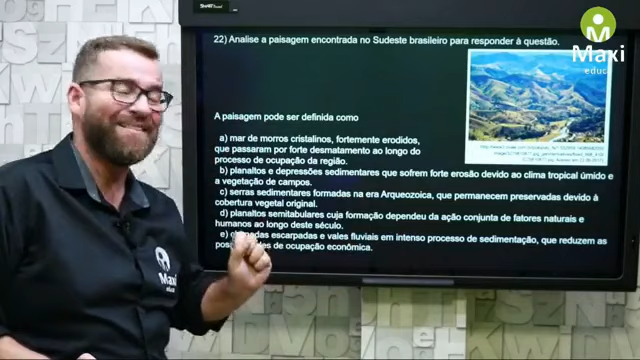 SMART
22) Analise a paisagem encontrada no Sudeste brasileiro para responder à questão.
Maxi
educa
A paisagem pode ser definida como
a) mar de morros cristalinos, fortemente erodidos,
que passaram por forte desmatamento ao longo do
processo de ocupação da região.
b) planaltos e depressões sedimentares que sofrem forte erosão devido ao clima tropical úmido e
a vegetação de campos.
c) serras sedimentares formadas na era Arqueozoica, que permanecem preservadas devido à
cobertura vegetal original.
d) planaltos semitabulares cuja formação dependeu da ação conjunta de fatores naturais e
humanos ao longo deste século.
e) escarpadas e vales fluviais em intenso processo de sedimentação, que reduzem as
de ocupação econômica.
Maxi
educa